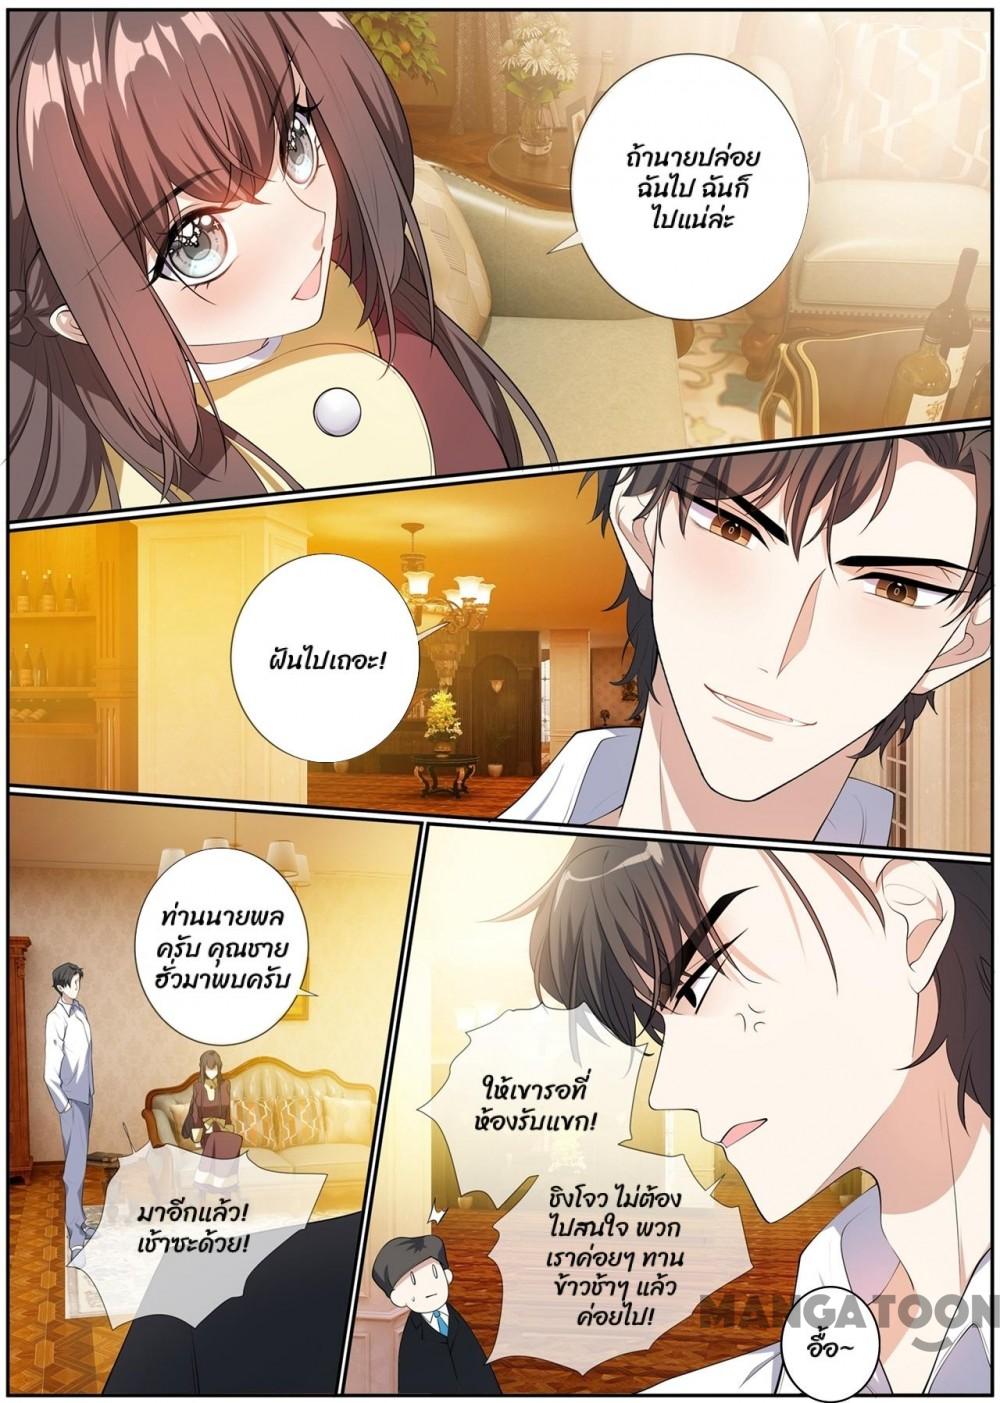 ถ้านายปล่อย
ฉันไป ฉันก็
ไปแน่ล่ะ
ฝันไปเถอะ!
ท่านนายพล
ครับ คุณชาย
ฮั่วมาพบครับ
มาอีกแล้ว!
เช้าซะด้วย!
ให้เขารอที่
ห้องรับแขก!
ชิงโจว ไม่ต้อง
ไปสนใจ พวก
เราค่อยๆ ทาน
ข้าวช้าๆ แล้ว
ค่อยไป!
อื้อ~
MANGATOON